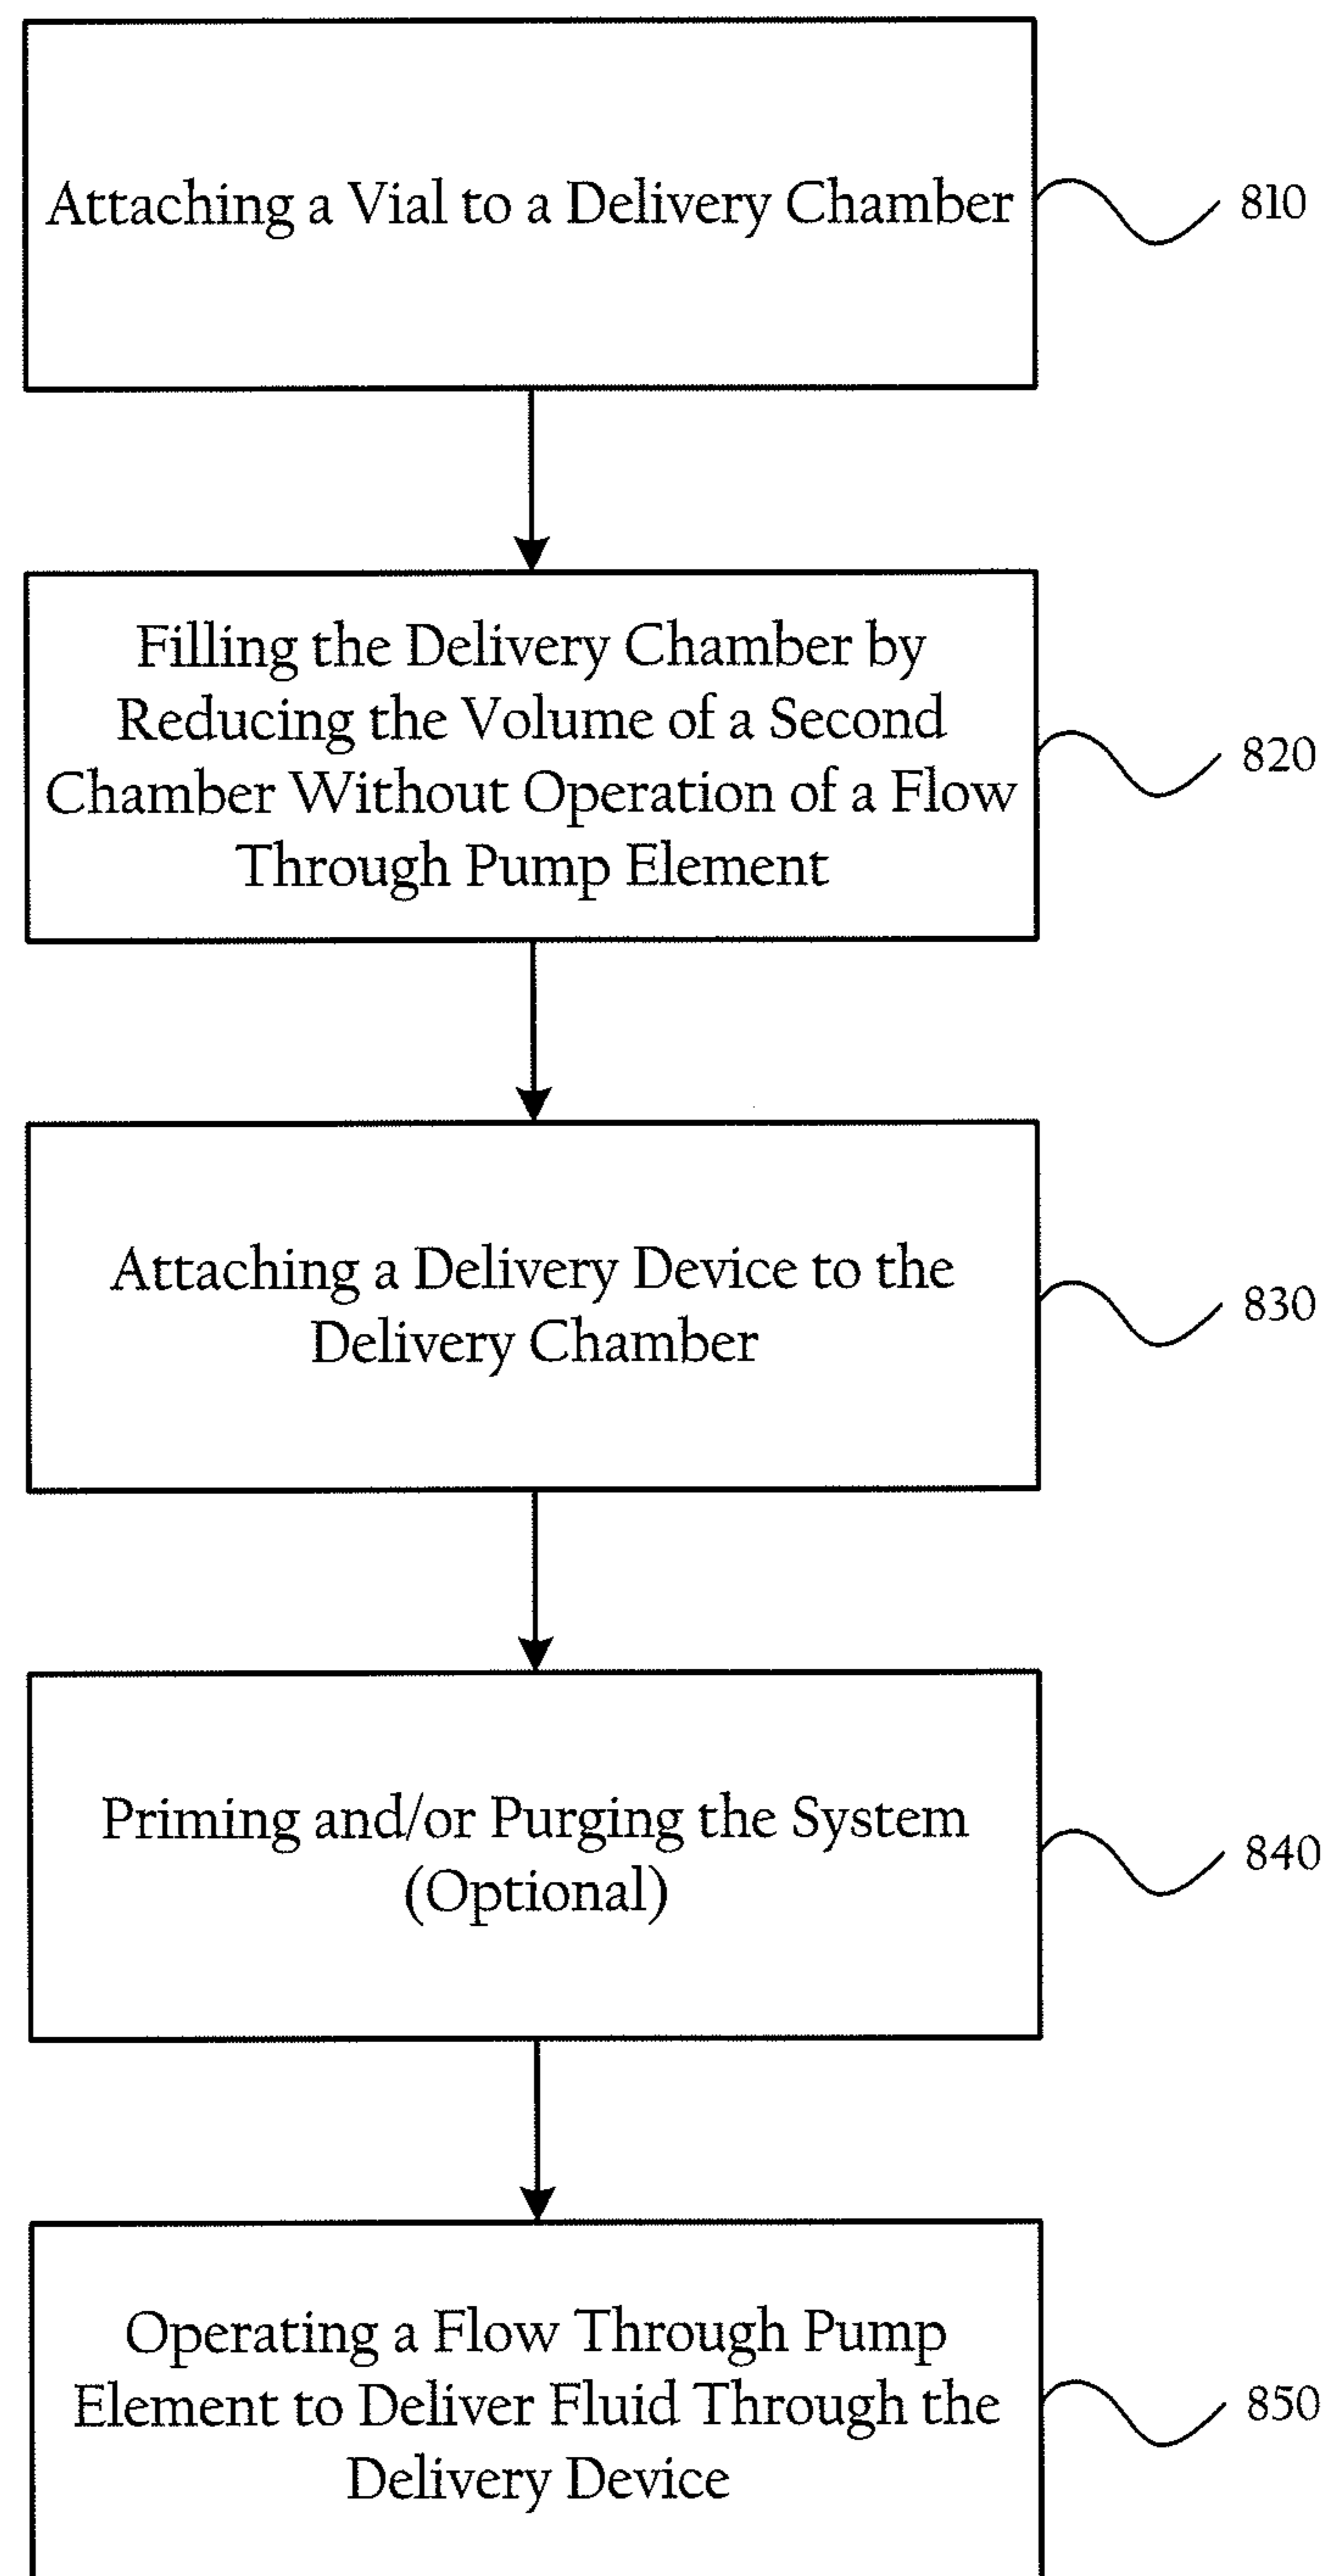 Attaching a Vial to a Delivery Chamber
810
Filling the Delivery Chamber by
Reducing the Volume of a Second
Chamber Without Operation of a Flow
Through Pump Element
820
Attaching a Delivery Device to the
Delivery Chamber
830
Priming and/or Purging the System
(Optional)
840
Operating a Flow Through Pump
Element to Deliver Fluid Through the
Delivery Device
850